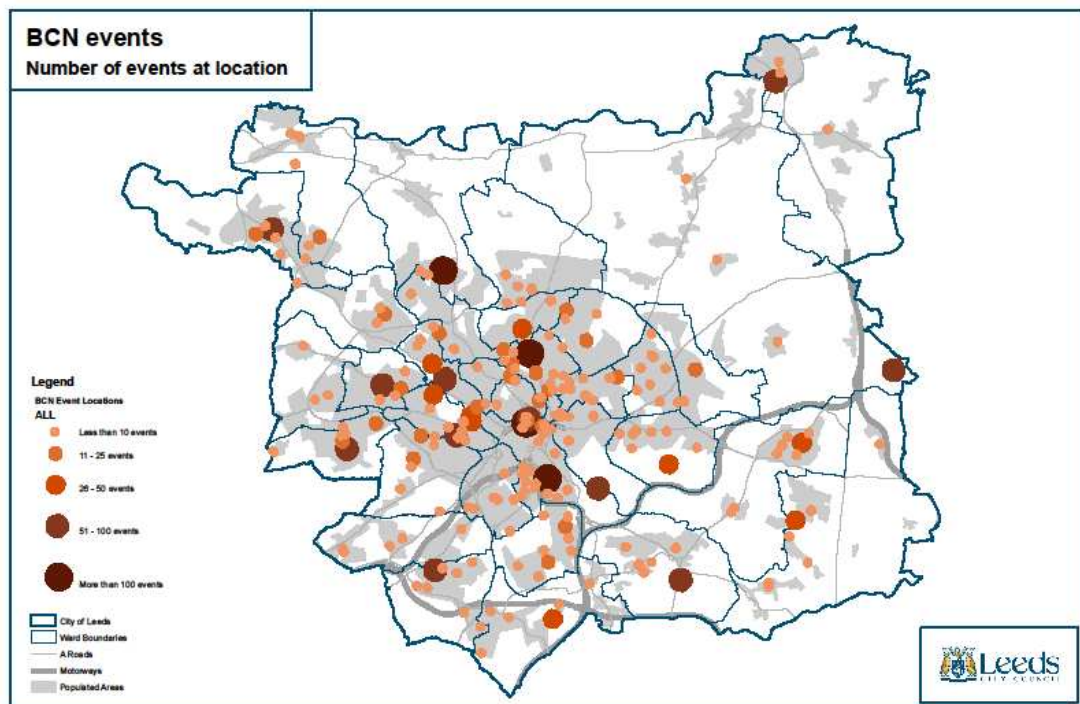 BCN events
Number of events at location
Legend
BCN Event Locations
ALL
Less than 10 events
11 - 25 events
26 - 50 events
51 - 100 events
More than 100 events
City of Leeds
Ward Boundaries
A Roads
Motorways
Populated Areas
Leeds
CITY COUNCIL